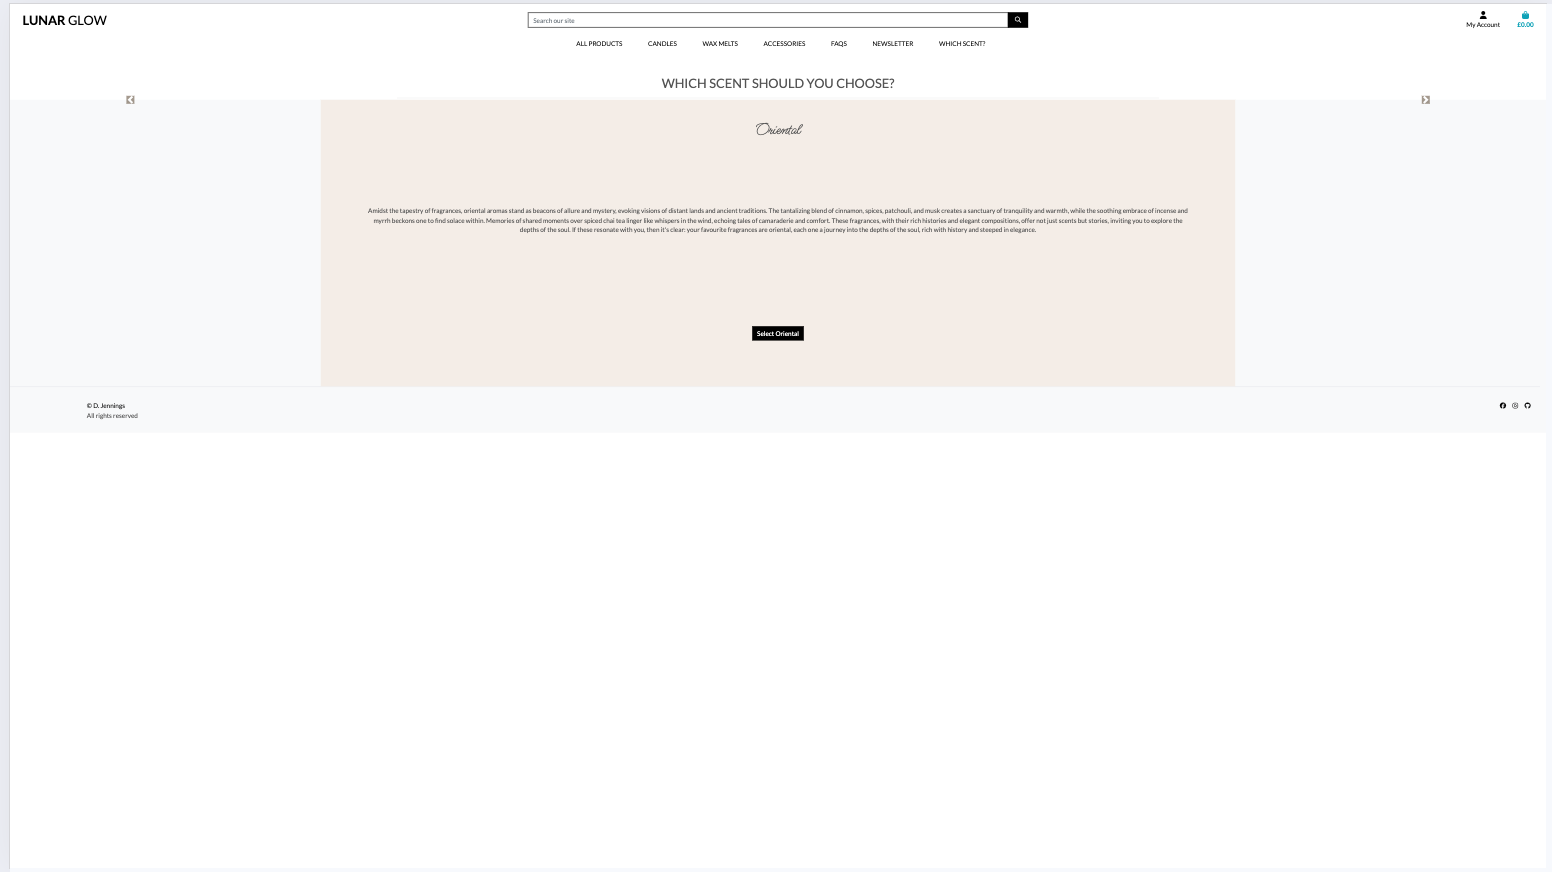 LUNAR GLOW
Search our site
My Account
£0.00
ALL PRODUCTS CANDLES WAX MELTS ACCESSORIES FAQS NEWSLETTER WHICH SCENT?
WHICH SCENT SHOULD YOU CHOOSE?
Oriental
Amidst the tapestry of fragrances, oriental aromas stand as beacons of allure and mystery, evoking visions of distant lands and ancient traditions. The tantalizing blend of cinnamon, spices, patchouli, and musk creates a sanctuary of tranquility and warmth, while the soothing embrace of incense and
myrrh beckons one to find solace within. Memories of shared moments over spiced chai tea linger like whispers in the wind, echoing tales of camaraderie and comfort. These fragrances, with their rich histories and elegant compositions, offer not just scents but stories, inviting you to explore the
depths of the soul. If these resonate with you, then it's clear: your favourite fragrances are oriental, each one a journey into the depths of the soul, rich with history and steeped in elegance.
Select Oriental
© D. Jennings
All rights reserved